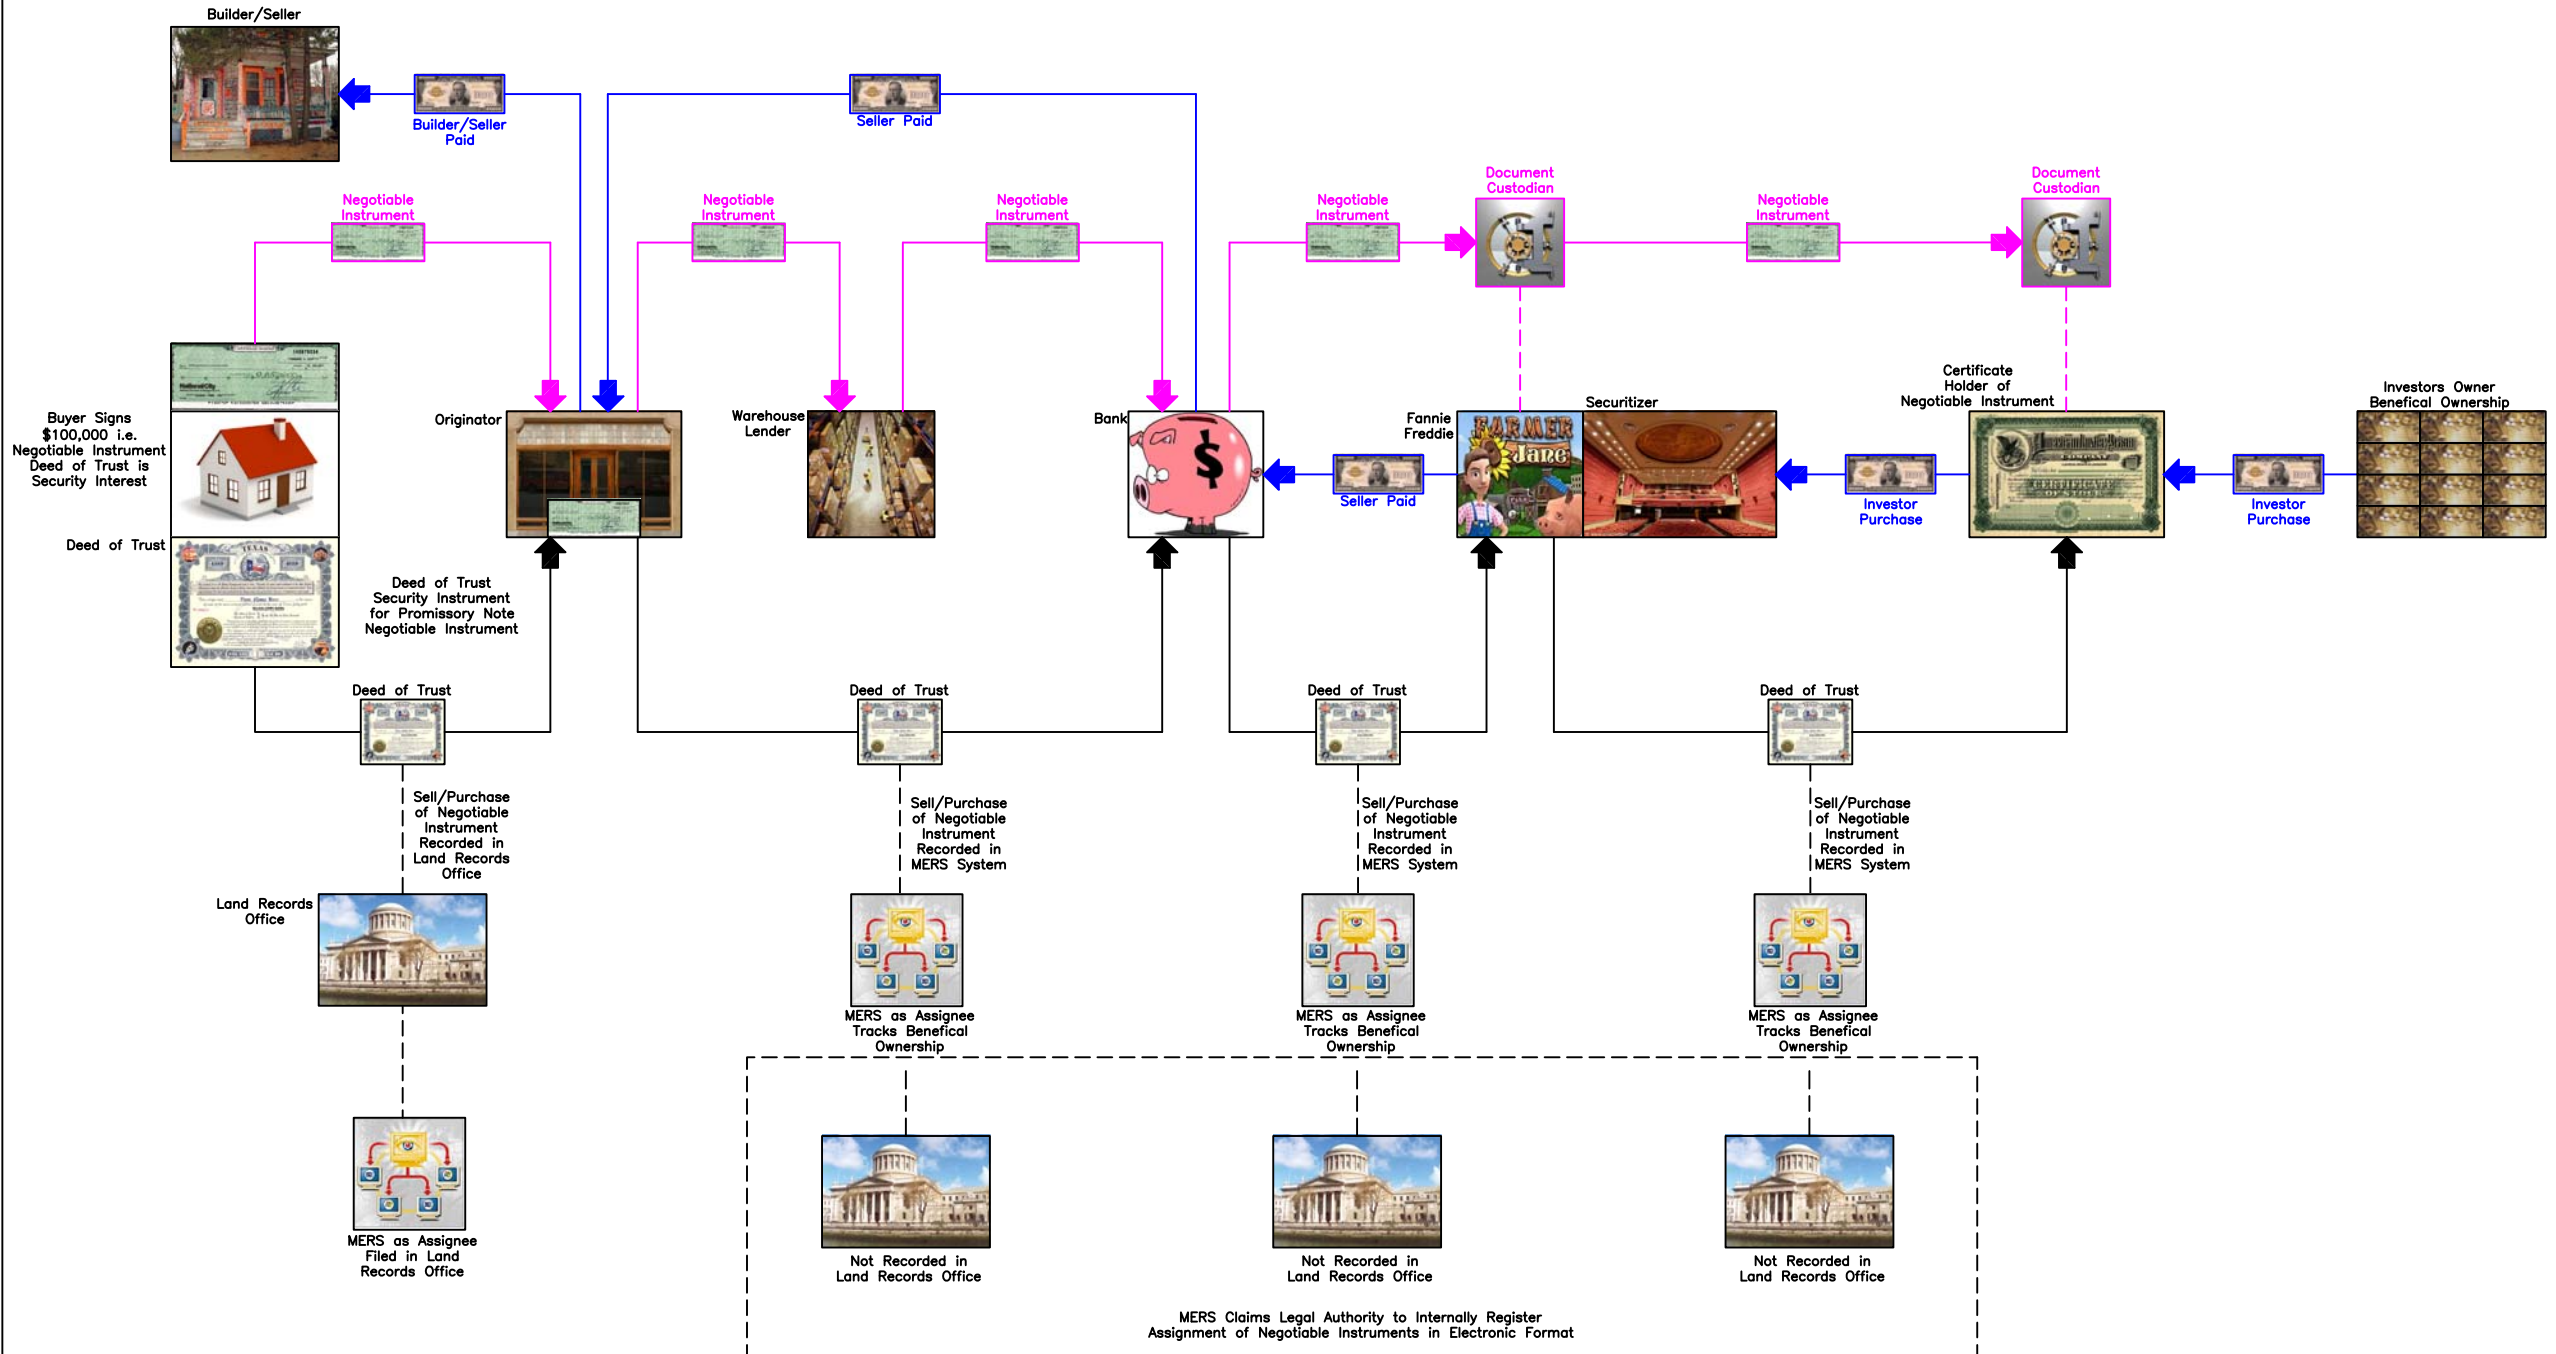 Builder/Seller
Builder/Seller
Paid
Seller Paid
Negotiable
Instrument
Negotiable
Instrument
Negotiable
Instrument
Negotiable
Instrument
Document
Custodian
Negotiable
Instrument
Document
Custodian
Buyer Signs
$100,000 i.e.
Negotiable Instrument
Deed of Trust is
Security Interest
Originator
Warehouse
Lender
Bank
$
Fannie
Freddie
FARMER
Jane
Securitizer
Certificate
Holder of
Negotiable Instrument
COMPANY
CERTIFICATE
OF STOCK
Investors Owner
Benefical Ownership
Seller Paid
Investor
Purchase
Investor
Purchase
Deed of Trust
TEXAS
Deed of Trust
Security Instrument
for Promissory Note
Negotiable Instrument
Deed of Trust
Deed of Trust
Deed of Trust
Deed of Trust
Sell/Purchase
of Negotiable
Instrument
Recorded in
Land Records
Office
Sell/Purchase
of Negotiable
Instrument
Recorded in
MERS System
Sell/Purchase
of Negotiable
Instrument
Recorded in
MERS System
Sell/Purchase
of Negotiable
Instrument
Recorded in
MERS System
Land Records
Office
MERS as Assignee
Tracks Benefical
Ownership
MERS as Assignee
Tracks Benefical
Ownership
MERS as Assignee
Tracks Benefical
Ownership
MERS as Assignee
Filed in Land
Records Office
Not Recorded in
Land Records Office
Not Recorded in
Land Records Office
Not Recorded in
Land Records Office
MERS Claims Legal Authority to Internally Register
Assignment of Negotiable Instruments in Electronic Format